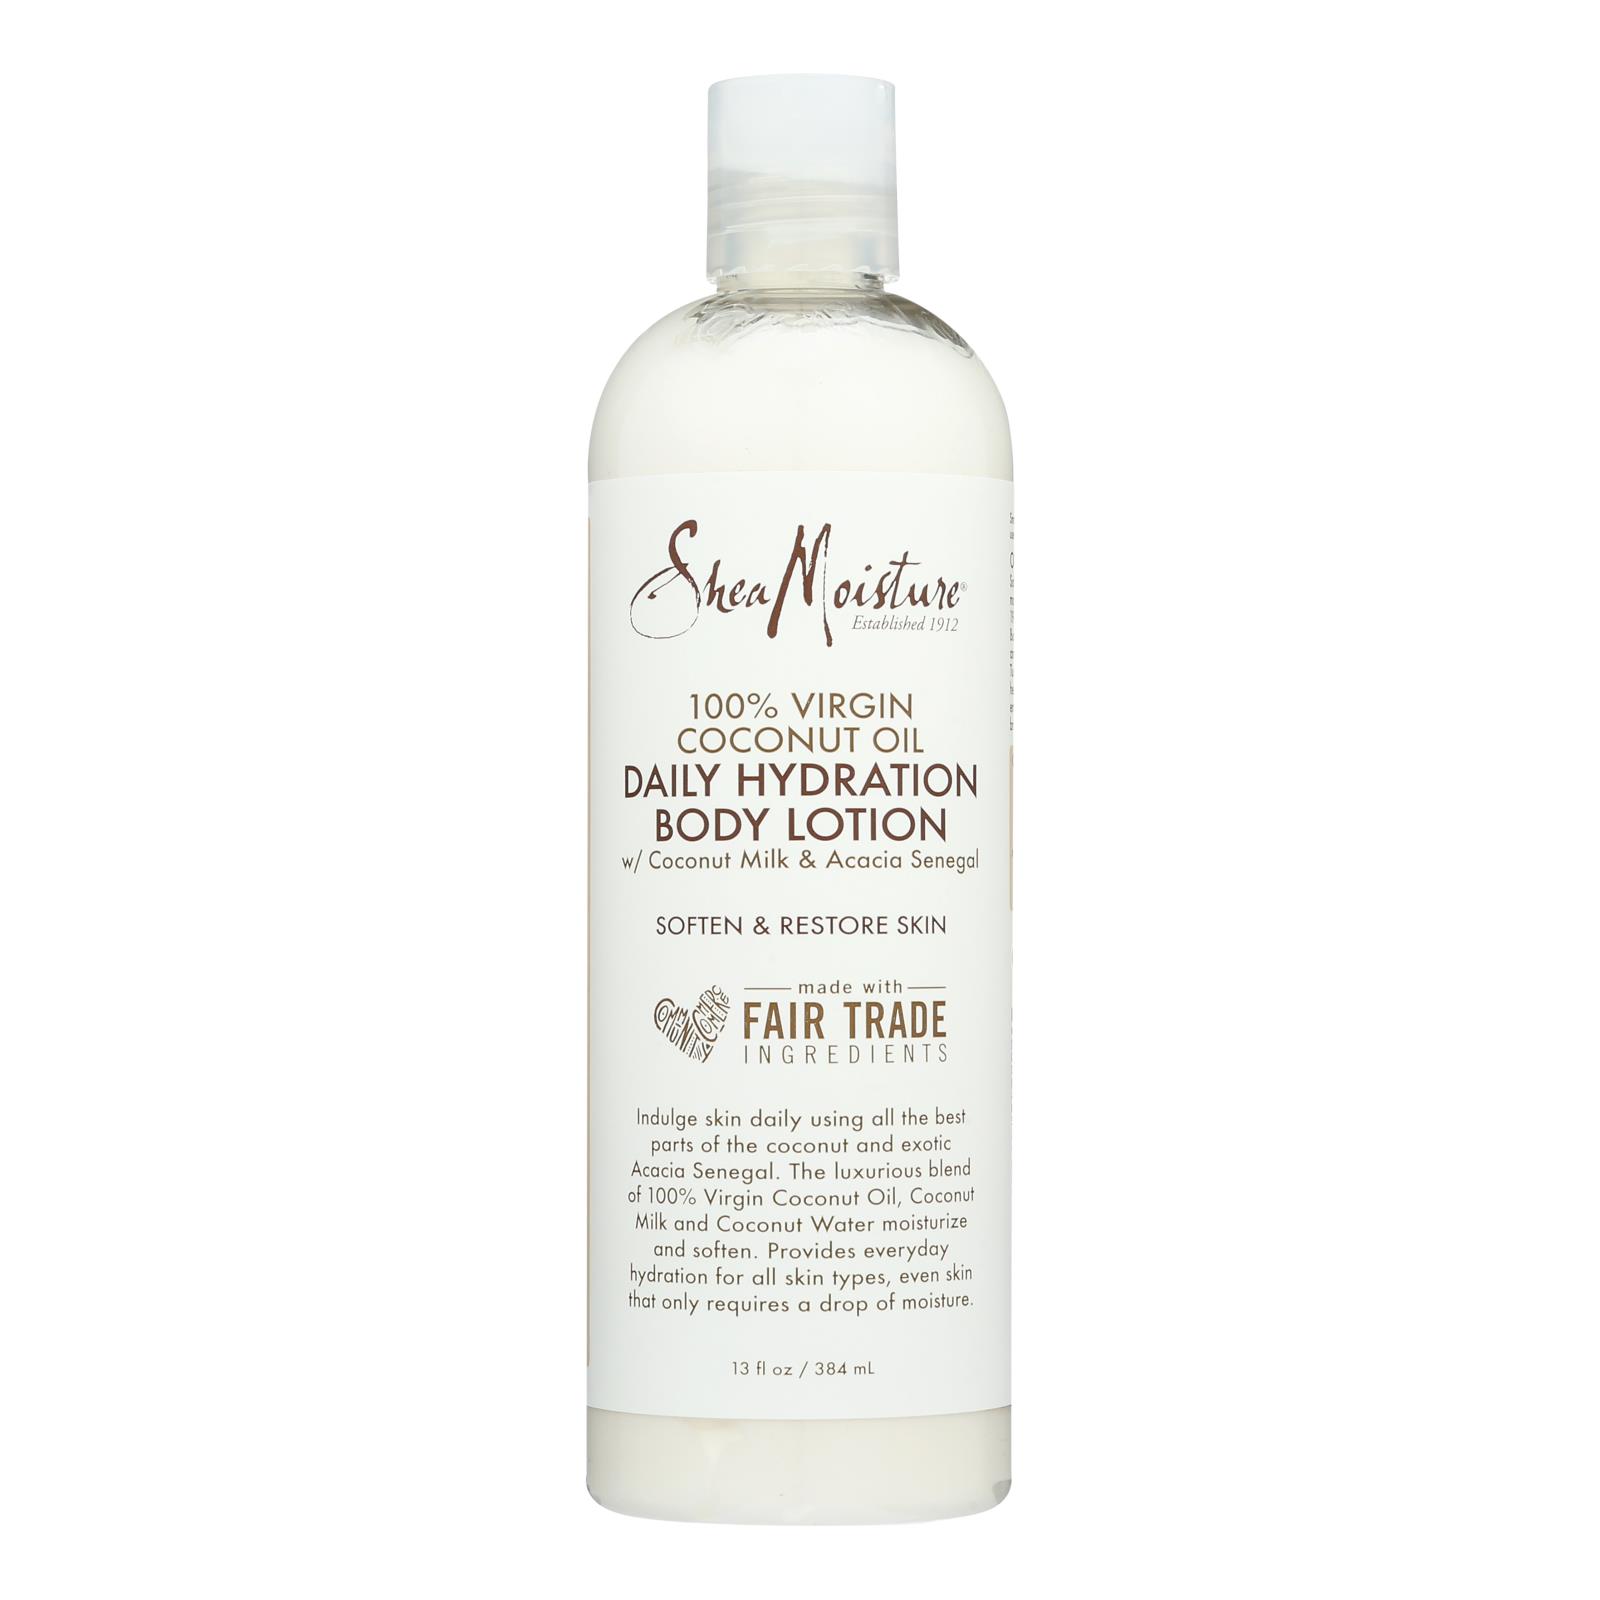 SheaMoisture®
Established 1912
100% VIRGIN
COCONUT OIL
DAILY HYDRATION
BODY LOTION
w/ Coconut Milk & Acacia Senegal
SOFTEN & RESTORE SKIN
made with
FAIR TRADE
INGREDIENTS
Indulge skin daily using all the best
parts of the coconut and exotic
Acacia Senegal. The luxurious blend
of 100% Virgin Coconut Oil, Coconut
Milk and Coconut Water moisturize
and soften. Provides everyday
hydration for all skin types, even skin
that only requires a drop of moisture.
13 fl oz / 384 mL